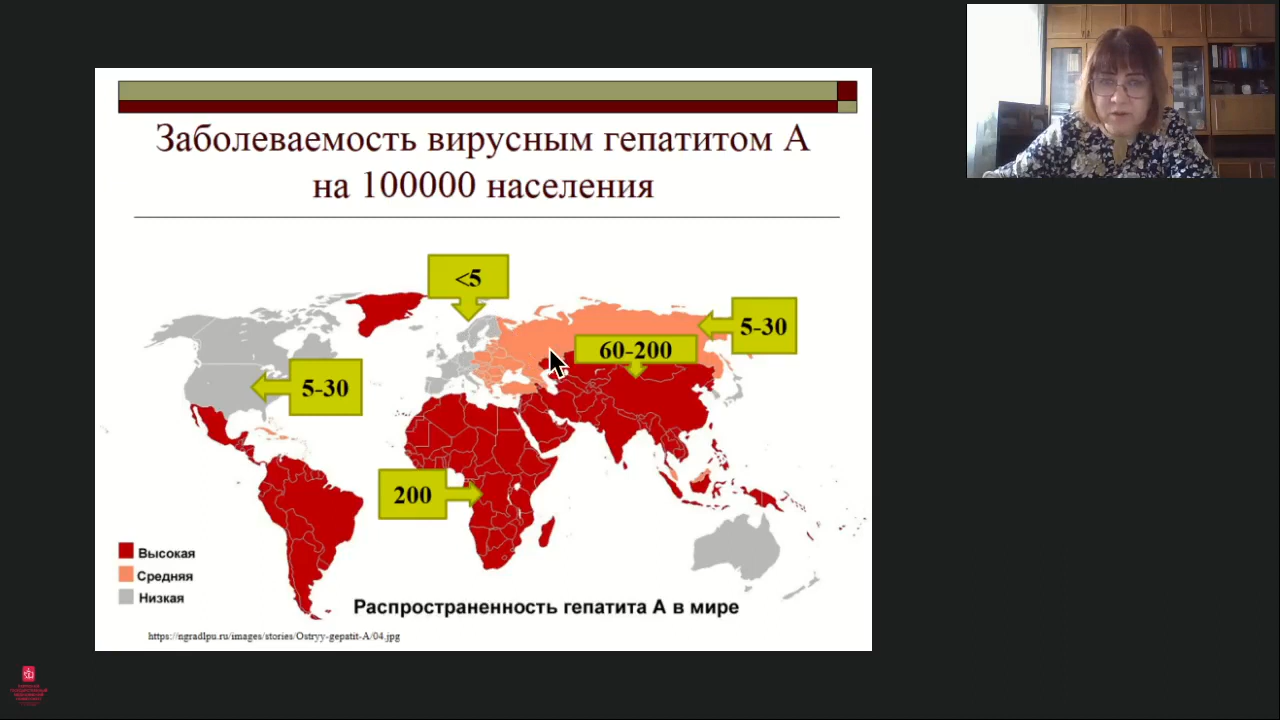 Заболеваемость вирусным гепатитом А
на 100000 населения
<5
5-30
60-200
5-30
200
Высокая
Средняя
Низкая
Распространенность гепатита А в мире
https://ngradlpu.ru/images/stories/Ostryy-gepatit-A/04.jpg